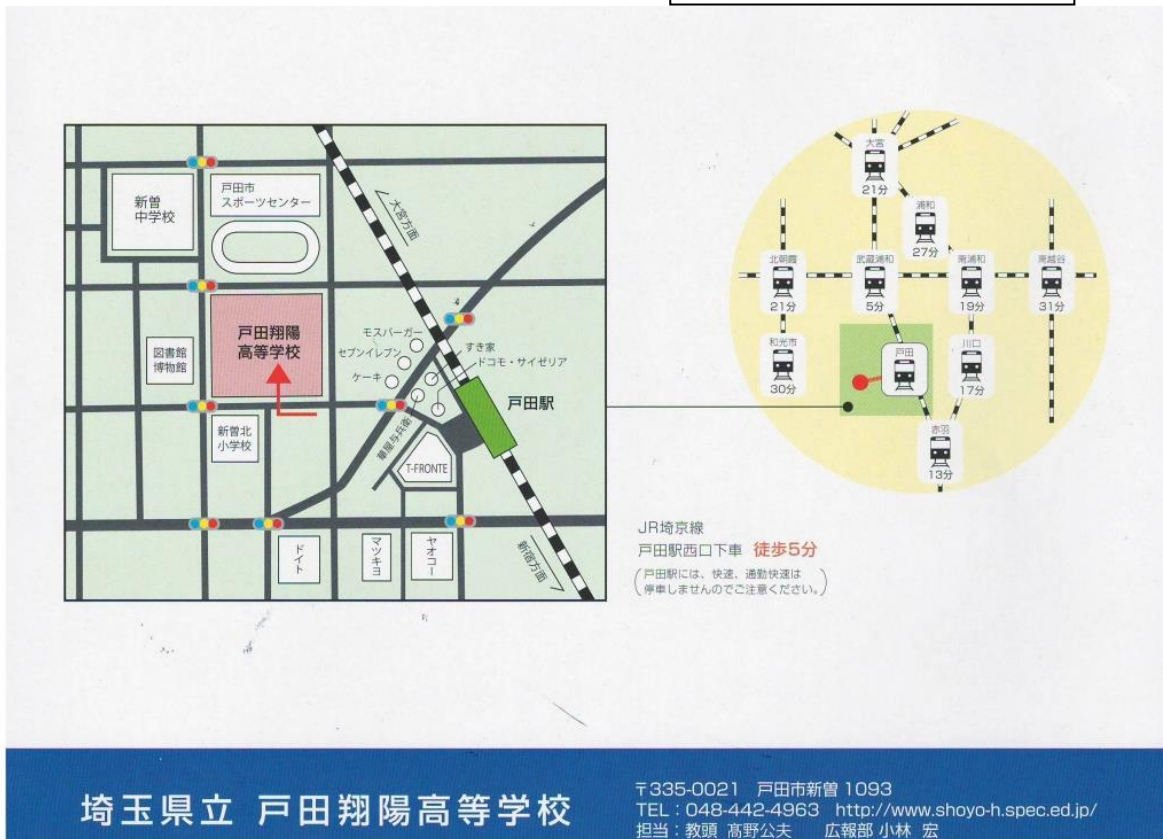 新曽
中学校
戸田市
スポーツセンター
大宮方面
戸田翔陽
高等学校
図書館
博物館
モスバーガー
セブンイレブン
ケーキ
すき家
ドコモ・サイゼリア
戸田駅
新曽北
小学校
華屋与兵衛
T-FRONTE
ドイト
マツキヨ
ヤオコー
新宿方面
大宮
21分
浦和
27分
北朝霞
21分
武蔵浦和
5分
南浦和
19分
南越谷
31分
和光市
30分
戸田
川口
17分
赤羽
13分
JR埼京線
戸田駅西口下車 徒歩5分
(戸田駅には、快速、通勤快速は
停車しませんのでご注意ください。)
埼玉県立 戸田翔陽高等学校
〒335-0021 戸田市新曽 1093
TEL：048-442-4963 http://www.shoyo-h.spec.ed.jp/
担当：教頭 髙野公夫 広報部 小林 宏